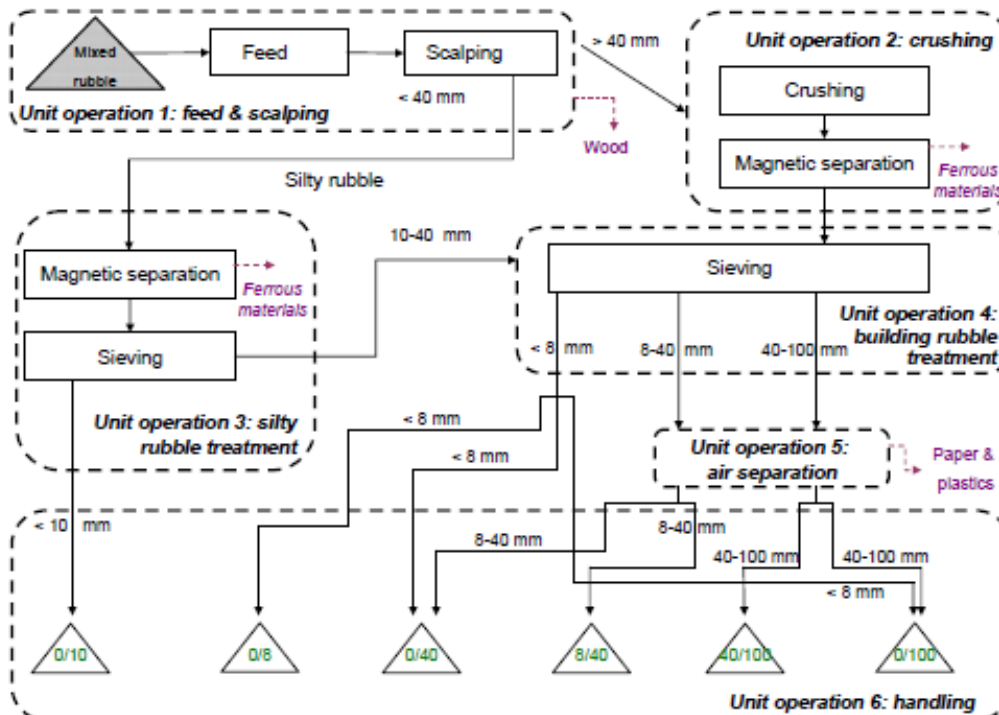 Mixed
rubble
Feed
Scalping
> 40 mm
Unit operation 2: crushing
< 40 mm
Unit operation 1: feed & scalping
Wood
Crushing
Magnetic separation
Ferrous
materials
Silty rubble
10-40 mm
Magnetic separation
Ferrous
materials
Sieving
Sieving
Unit operation 4:
building rubble
treatment
< 8 mm
8-40 mm
40-100 mm
Unit operation 3: silty
rubble treatment
< 8 mm
< 8 mm
Unit operation 5:
air separation
Paper &
plastics
< 10 mm
8-40 mm
8-40 mm
40-100 mm
40-100 mm
< 8 mm
0/10
0/8
0/40
8/40
40/100
0/100
Unit operation 6: handling